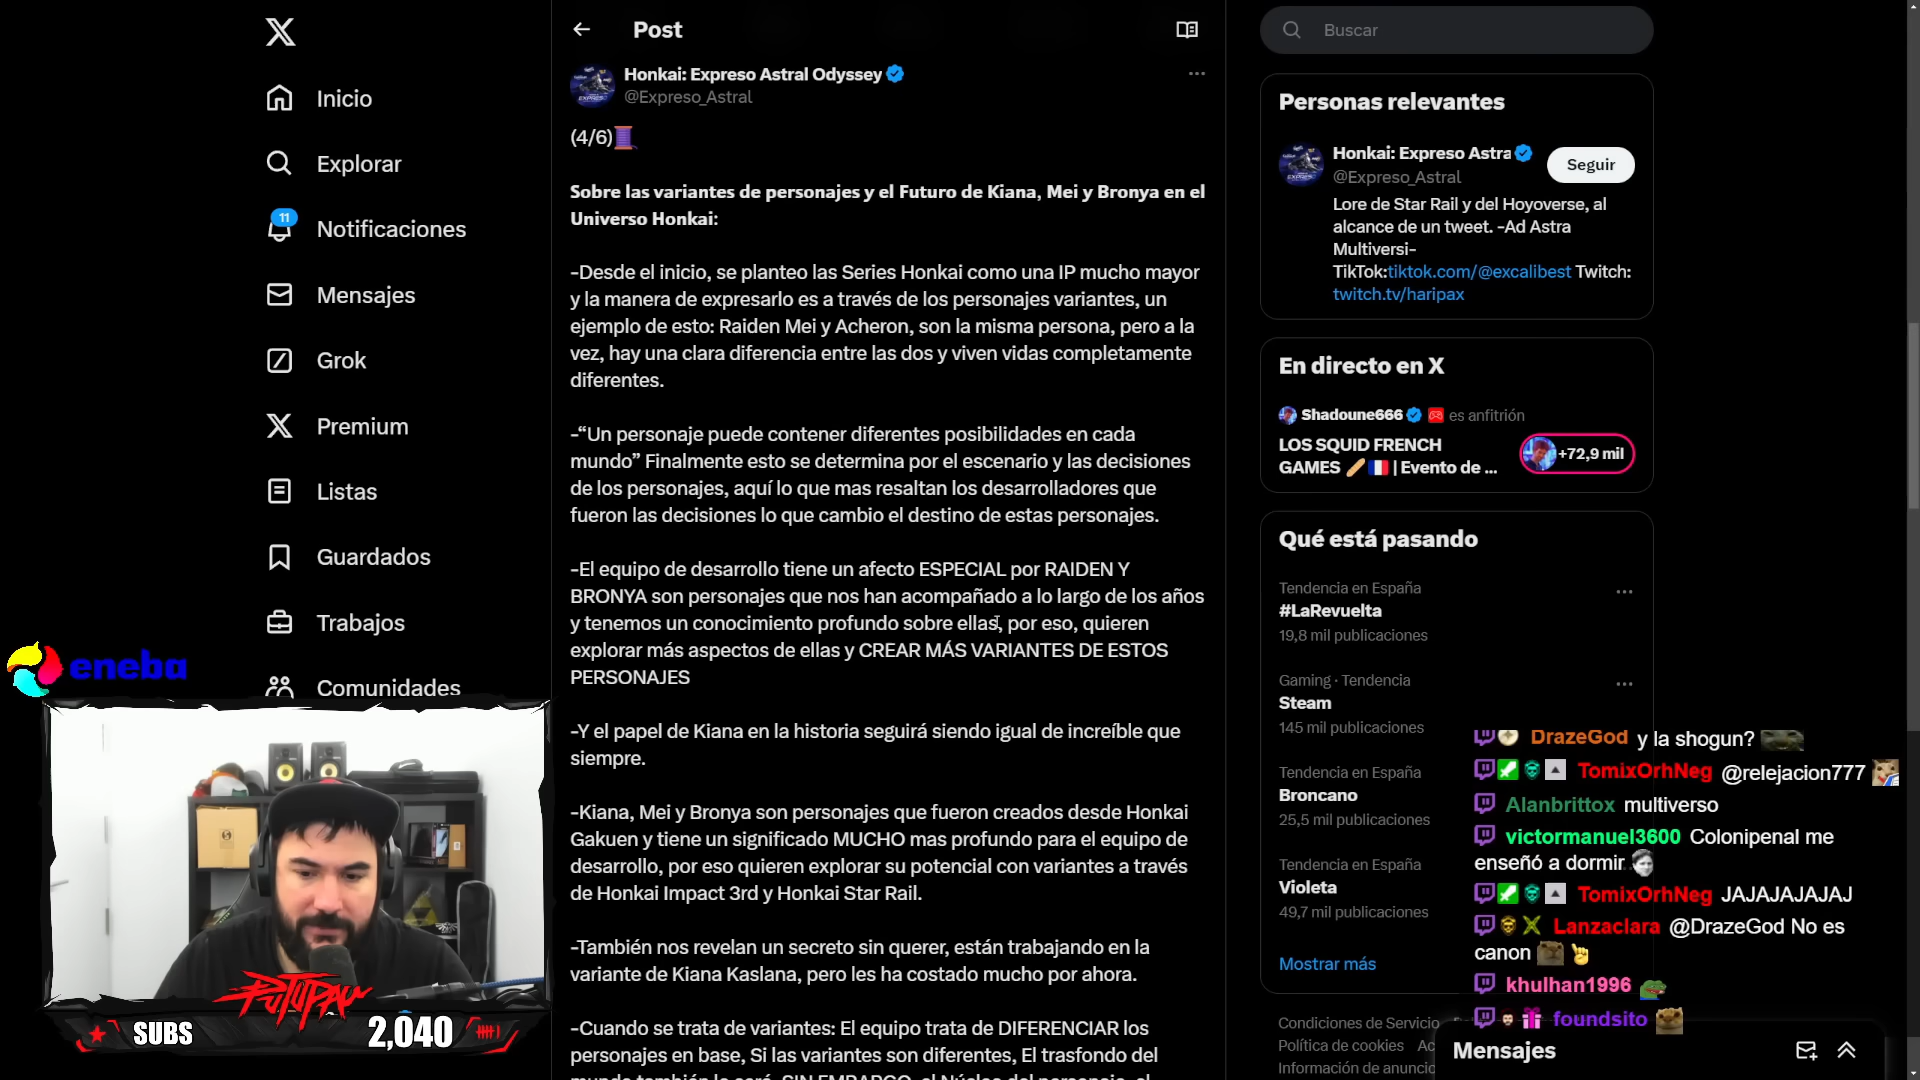 Post
Buscar
Inicio
Explorar
11
Notificaciones
Mensajes
Grok
Premium
Listas
Guardados
Trabajos
Comunidades
Honkai: Expreso Astral Odyssey
@Expreso_Astral
(4/6)
Sobre las variantes de personajes y el Futuro de Kiana, Mei y Bronya en el
Universo Honkai:
-Desde el inicio, se planteo las Series Honkai como una IP mucho mayor
y la manera de expresarlo es a través de los personajes variantes, un
ejemplo de esto: Raiden Mei y Acheron, son la misma persona, pero a la
vez, hay una clara diferencia entre las dos y viven vidas completamente
diferentes.
-“Un personaje puede contener diferentes posibilidades en cada
mundo” Finalmente esto se determina por el escenario y las decisiones
de los personajes, aquí lo que mas resaltan los desarrolladores que
fueron las decisiones lo que cambio el destino de estas personajes.
-El equipo de desarrollo tiene un afecto ESPECIAL por RAIDEN Y
BRONYA son personajes que nos han acompañado a lo largo de los años
y tenemos un conocimiento profundo sobre ellas, por eso, quieren
explorar más aspectos de ellas y CREAR MÁS VARIANTES DE ESTOS
PERSONAJES
-Y el papel de Kiana en la historia seguirá siendo igual de increíble que
siempre.
-Kiana, Mei y Bronya son personajes que fueron creados desde Honkai
Gakuen y tiene un significado MUCHO mas profundo para el equipo de
desarrollo, por eso quieren explorar su potencial con variantes a través
de Honkai Impact 3rd y Honkai Star Rail.
-También nos revelan un secreto sin querer, están trabajando en la
variante de Kiana Kaslana, pero les ha costado mucho por ahora.
-Cuando se trata de variantes: El equipo trata de DIFERENCIAR los
personajes en base, Si las variantes son diferentes, El trasfondo del
mundo también lo será, SIN EMBARGO, el Núcleo del personaje, el
Personas relevantes
Honkai: Expreso Astra
@Expreso_Astral
Seguir
Lore de Star Rail y del Hoyoverse, al
alcance de un tweet. -Ad Astra
Multiversi-
TikTok:tiktok.com/@excalibest Twitch:
twitch.tv/haripax
En directo en X
Shadoune666 es anfitrión
LOS SQUID FRENCH
GAMES | Evento de ...
+72,9 mil
Qué está pasando
Tendencia en España
#LaRevuelta
19,8 mil publicaciones
Gaming · Tendencia
Steam
145 mil publicaciones
Tendencia en España
Broncano
25,5 mil publicaciones
Tendencia en España
Violeta
49,7 mil publicaciones
Mostrar más
Condiciones de Servicio
Política de cookies
Mensajes
DrazeGod y la shogun?
TomixOrhNeg @relejacion777
Alanbrittox multiverso
victormanuel3600 Colonipenal me
enseñó a dormir
TomixOrhNeg JAJAJAJAJAJ
Lanzaclara @DrazeGod No es
canon
khulhan1996
foundsito
eneba
PUTUPAU
SUBS
2,040